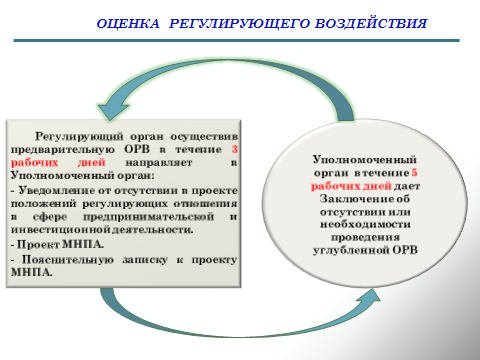 ОЦЕНКА РЕГУЛИРУЮЩЕГО ВОЗДЕЙСТВИЯ
Регулирующий орган осуществив
предварительную ОРВ в течение 3
рабочих дней направляет в
Уполномоченный орган:
- Уведомление от отсутствии в проекте
положений регулирующих отношения
в сфере предпринимательской и
инвестиционной деятельности.
- Проект МНПА.
- Пояснительную записку к проекту
МНПА.
Уполномоченный
орган в течение 5
рабочих дней дает
Заключение об
отсутствии или
необходимости
проведения
углубленной ОРВ